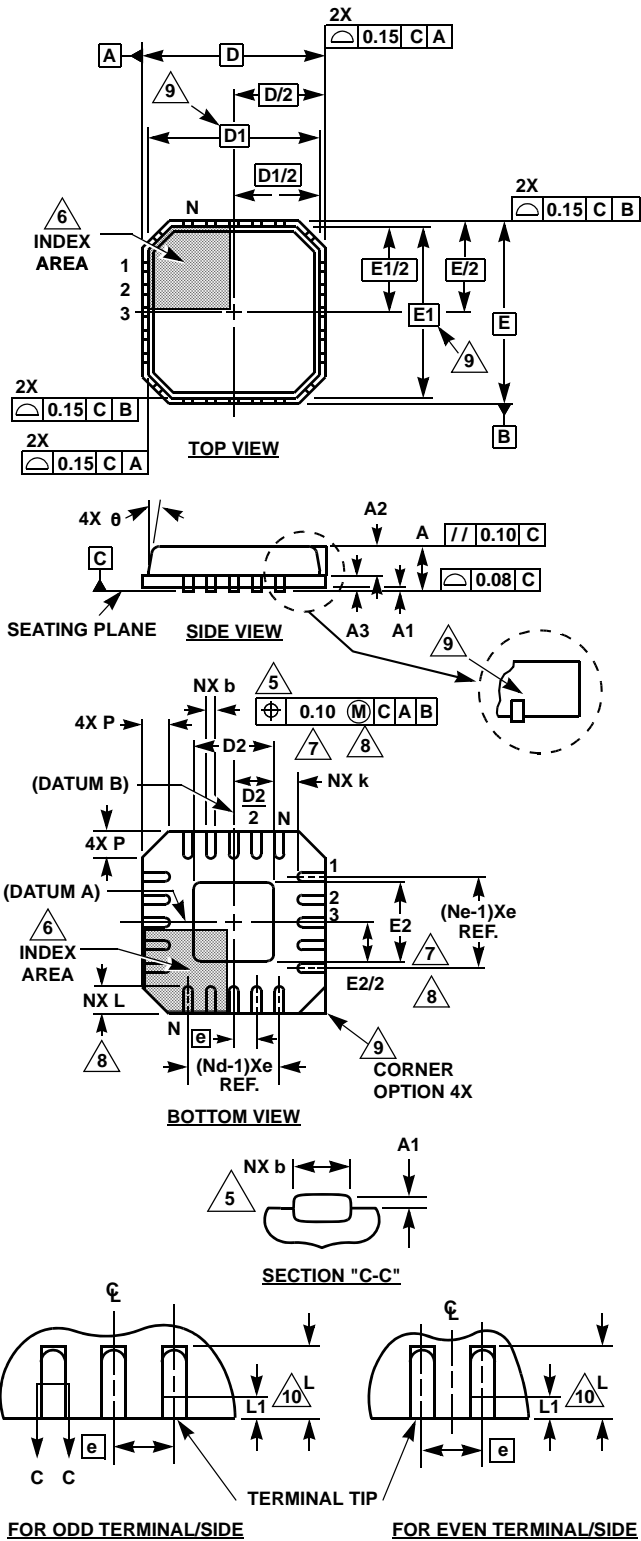 2X
⌓ 0.15 C A
A D
9
D/2
D1
D1/2
2X
⌓ 0.15 C B
6
N
INDEX
AREA
1
2
3
E1/2
E/2
E1
E
9
2X
⌓ 0.15 C B
2X
⌓ 0.15 C A
B
TOP VIEW
4X θ
A2
A
// 0.10 C
C
⌓ 0.08 C
SEATING PLANE
SIDE VIEW
A3
A1
9
NX b
5
⌖ 0.10 Ⓜ C A B
4X P
D2
7
8
(DATUM B)
D2
2
N
NX k
4X P
1
(DATUM A)
2
3
E2
(Ne-1)Xe
REF.
6
INDEX
AREA
7
E2/2
8
NX L
N
e
8
(Nd-1)Xe
REF.
9
CORNER
OPTION 4X
BOTTOM VIEW
A1
NX b
5
SECTION "C-C"
℄
℄
L
10
L1
L
10
L1
e
e
C C
TERMINAL TIP
FOR ODD TERMINAL/SIDE
FOR EVEN TERMINAL/SIDE